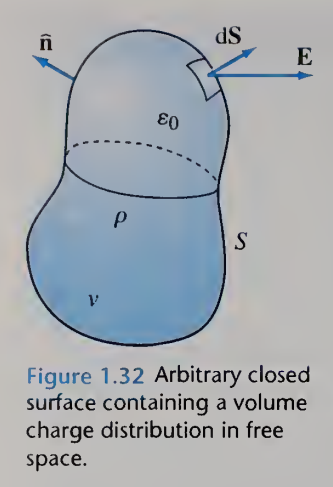 n̂
dS
E
ε0
ρ
S
v
Figure 1.32 Arbitrary closed
surface containing a volume
charge distribution in free
space.